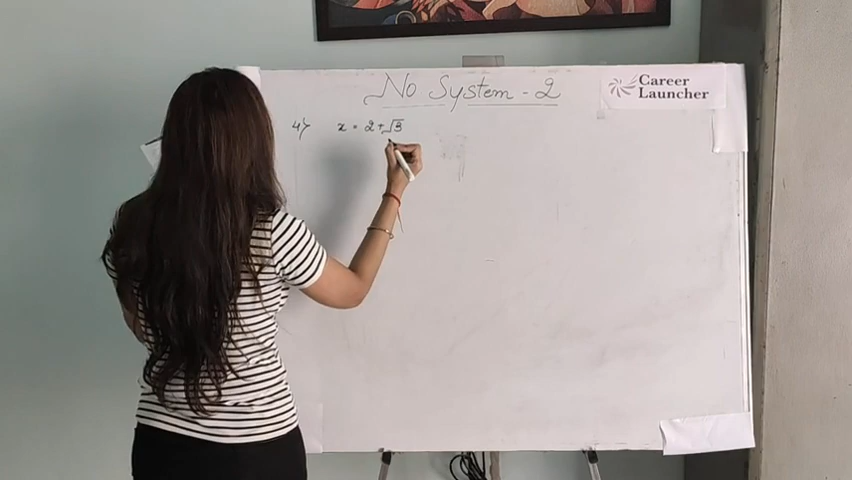 No System - 2
Career
Launcher
4) x = 2 + √3